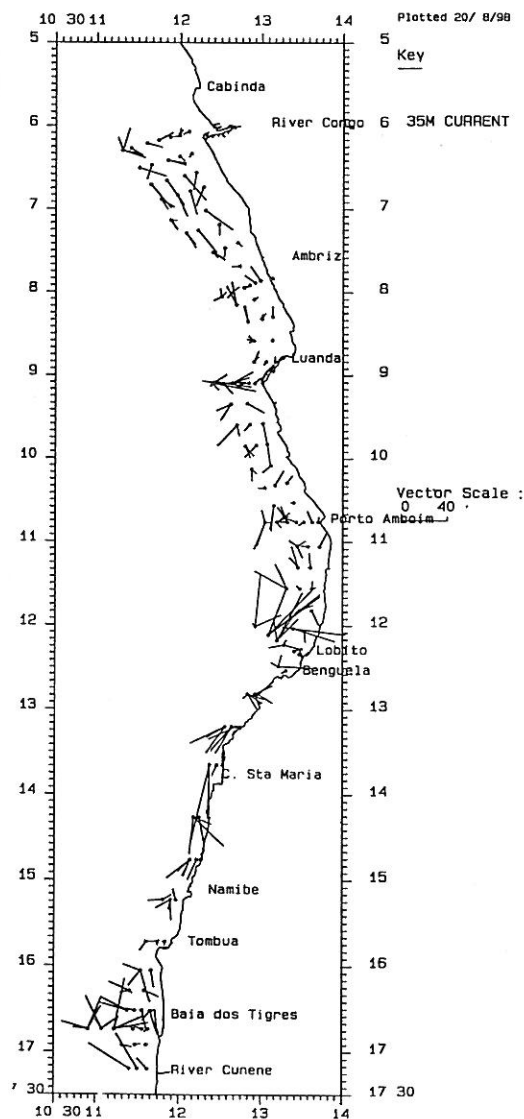 10 30 11 12 13 14 Plotted 20/ 8/98
5 5
Key
Cabinda
6 River Congo 6 35M CURRENT
7 7
Ambriz
8 8
Luanda
9 9
10 10
Vector Scale :
0 40
Porto Amboim
11 11
12 12
Lobito
Benguela
13 13
C. Sta Maria
14 14
15 Namibe 15
Tombua
16 16
Baia dos Tigres
17 River Cunene 17
30 17 30
10 30 11 12 13 14